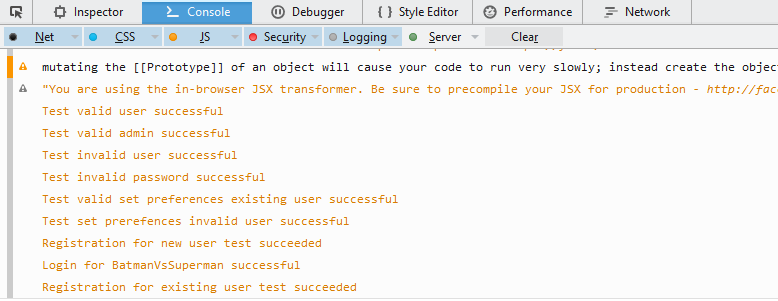 Inspector Console Debugger Style Editor Performance Network
Net CSS JS Security Logging Server Clear
mutating the [[Prototype]] of an object will cause your code to run very slowly; instead create the objec
"You are using the in-browser JSX transformer. Be sure to precompile your JSX for production - http://fac
Test valid user successful
Test valid admin successful
Test invalid user successful
Test invalid password successful
Test valid set preferences existing user successful
Test set prerefences invalid user successful
Registration for new user test succeeded
Login for BatmanVsSuperman successful
Registration for existing user test succeeded